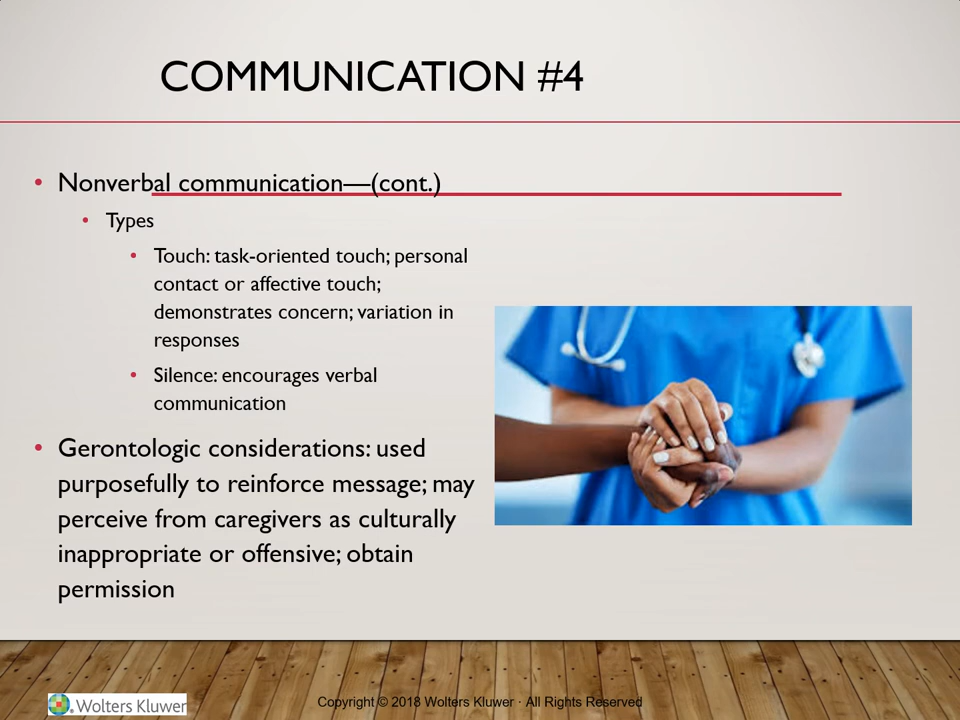 COMMUNICATION #4
• Nonverbal communication—(cont.)
• Types
• Touch: task-oriented touch; personal
contact or affective touch;
demonstrates concern; variation in
responses
• Silence: encourages verbal
communication
• Gerontologic considerations: used
purposefully to reinforce message; may
perceive from caregivers as culturally
inappropriate or offensive; obtain
permission
Wolters Kluwer
Copyright © 2018 Wolters Kluwer · All Rights Reserved